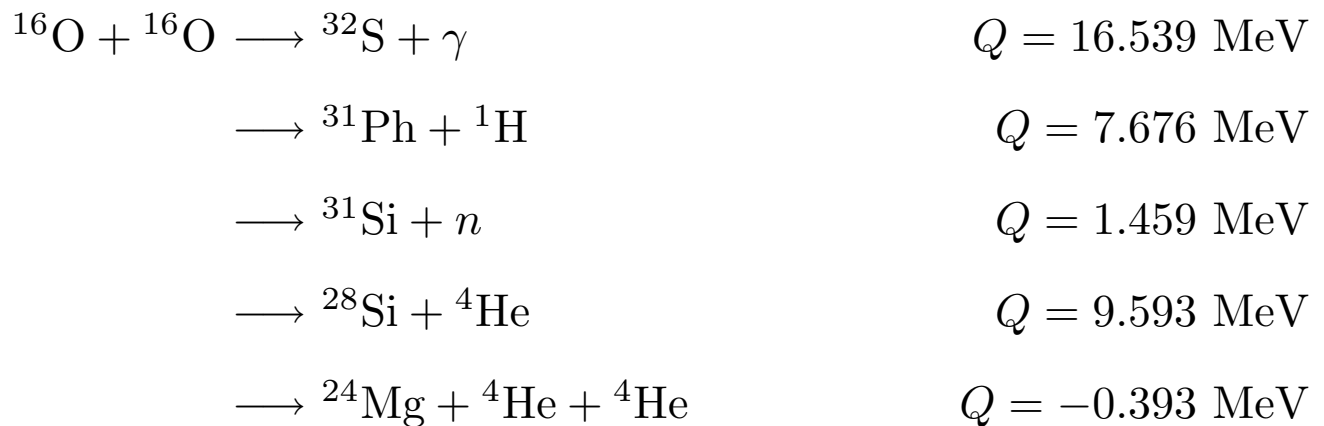 ¹⁶O + ¹⁶O ⟶ ³²S + γ Q = 16.539 MeV
⟶ ³¹Ph + ¹H Q = 7.676 MeV
⟶ ³¹Si + n Q = 1.459 MeV
⟶ ²⁸Si + ⁴He Q = 9.593 MeV
⟶ ²⁴Mg + ⁴He + ⁴He Q = −0.393 MeV